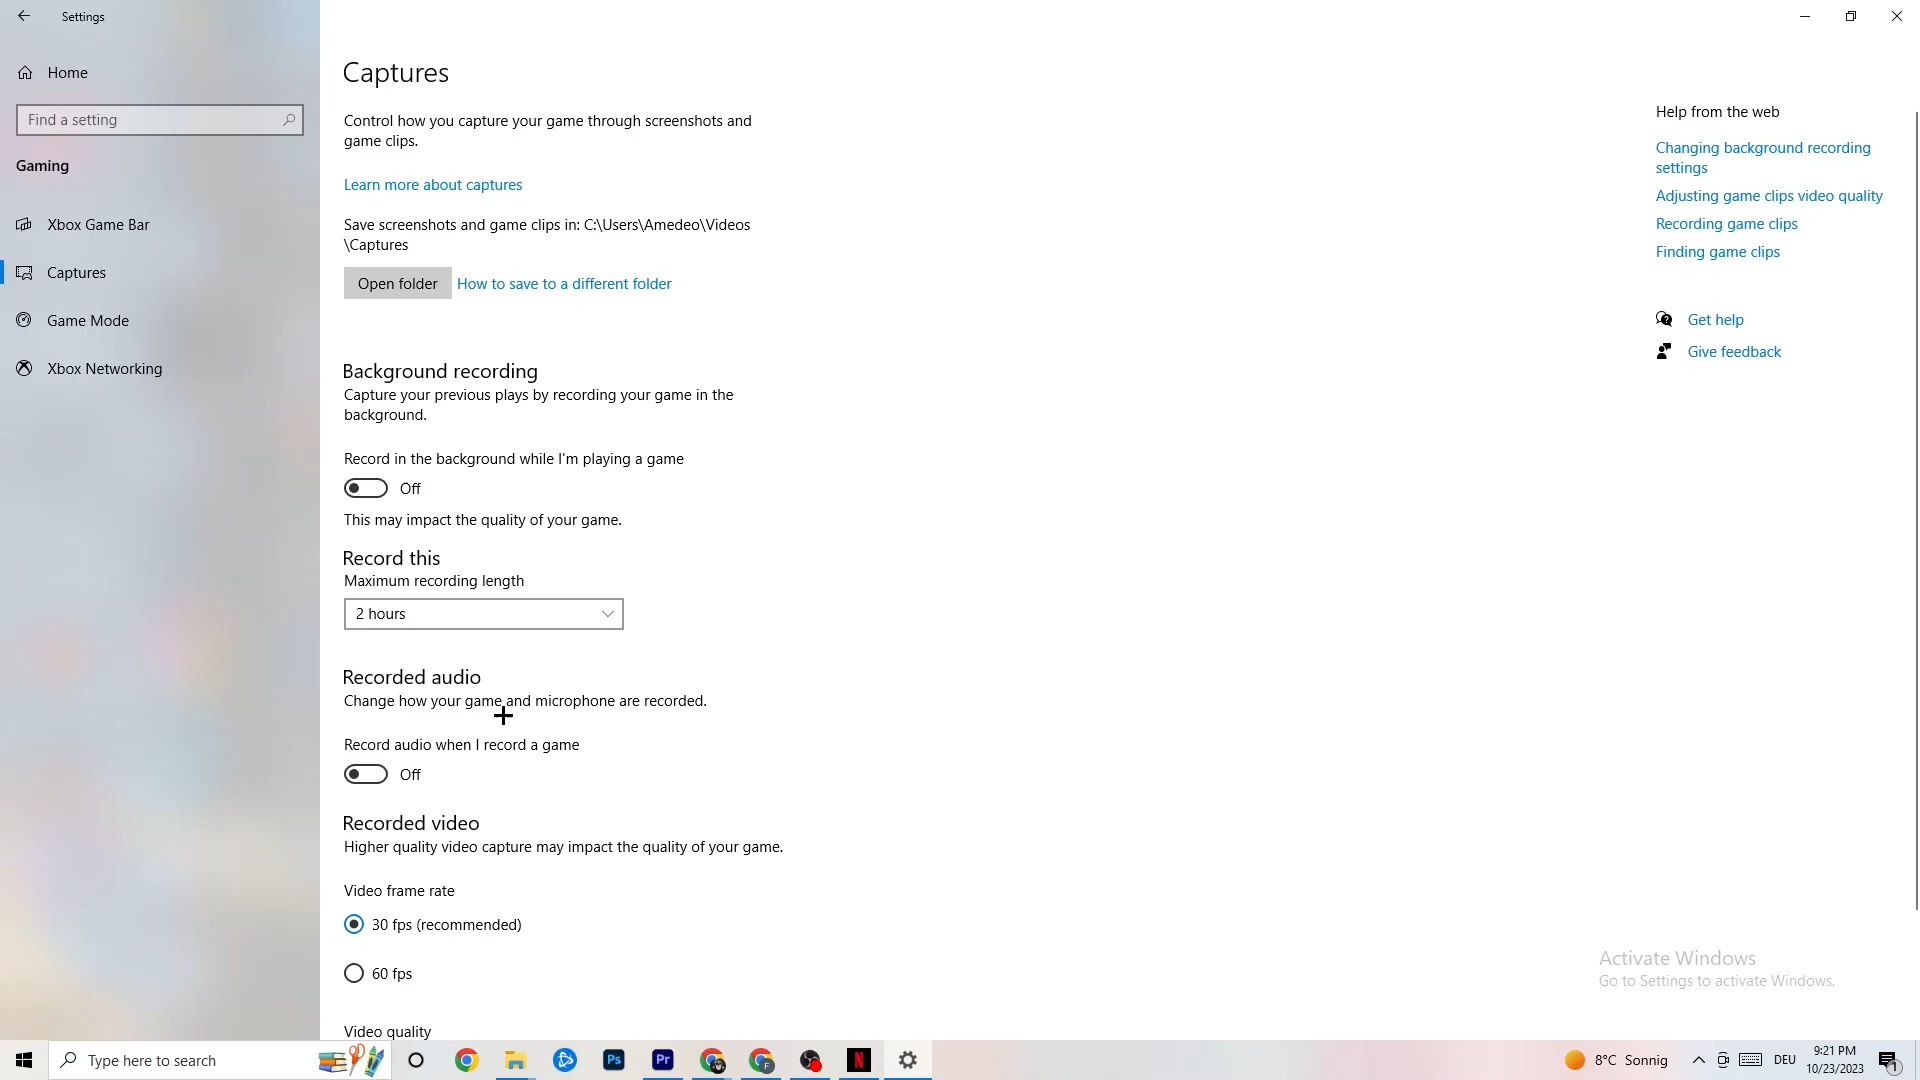 Settings
Home
Find a setting
Gaming
Xbox Game Bar
Captures
Game Mode
Xbox Networking
Captures
Control how you capture your game through screenshots and
game clips.
Learn more about captures
Save screenshots and game clips in: C:\Users\Amedeo\Videos
\Captures
Open folder
How to save to a different folder
Background recording
Capture your previous plays by recording your game in the
background.
Record in the background while I'm playing a game
Off
This may impact the quality of your game.
Record this
Maximum recording length
2 hours
Recorded audio
Change how your game and microphone are recorded.
Record audio when I record a game
Off
Recorded video
Higher quality video capture may impact the quality of your game.
Video frame rate
30 fps (recommended)
60 fps
Video quality
Help from the web
Changing background recording
settings
Adjusting game clips video quality
Recording game clips
Finding game clips
Get help
Give feedback
Activate Windows
Go to Settings to activate Windows.
Type here to search
Ps
Pr
F
N
8°C Sonnig
DEU
9:21 PM
10/23/2023
1